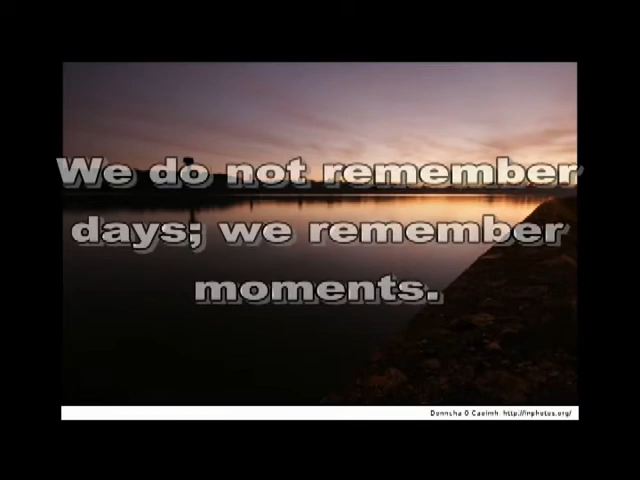 We do not remember
days; we remember
moments.
Donncha O Caoimh http://inphotos.org/